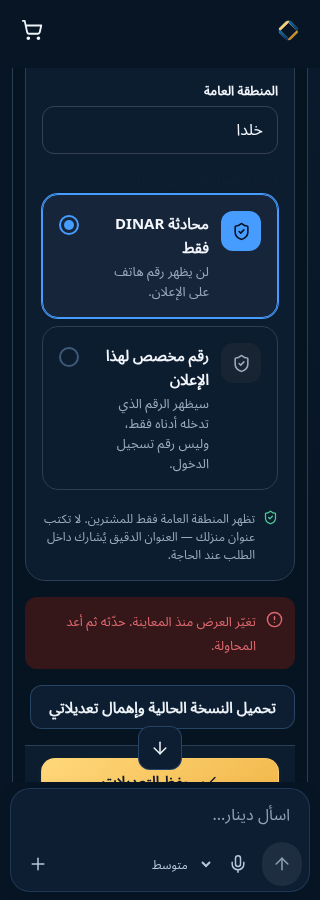 المنطقة العامة
خلدا
محادثة DINAR
فقط
لن يظهر رقم هاتف
على الإعلان.
رقم مخصص لهذا
الإعلان
سيظهر الرقم الذي
تدخله أدناه فقط،
وليس رقم تسجيل
الدخول.
تظهر المنطقة العامة فقط للمشترين. لا تكتب
عنوان منزلك — العنوان الدقيق يُشارك داخل
الطلب عند الحاجة.
تغيّر العرض منذ المعاينة. حدّثه ثم أعد
المحاولة.
تحميل النسخة الحالية وإهمال تعديلاتي
اسأل دينار...
متوسط